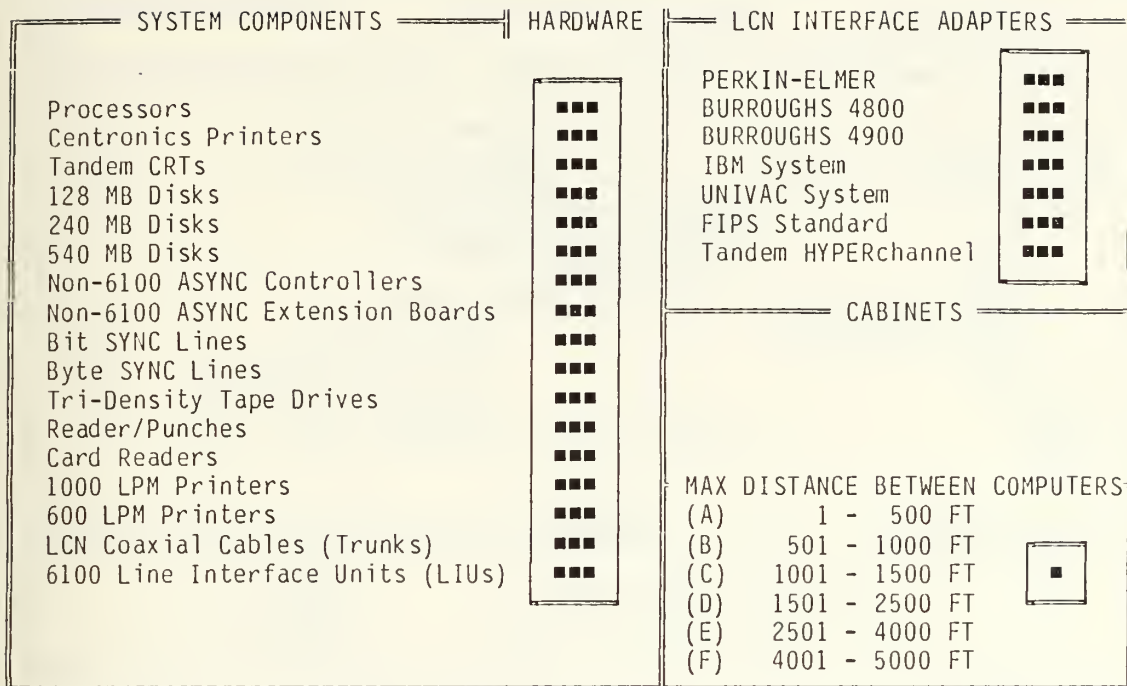 SYSTEM COMPONENTS
HARDWARE
Processors ■■■
Centronics Printers ■■■
Tandem CRTs ■■■
128 MB Disks ■■■
240 MB Disks ■■■
540 MB Disks ■■■
Non-6100 ASYNC Controllers ■■■
Non-6100 ASYNC Extension Boards ■■■
Bit SYNC Lines ■■■
Byte SYNC Lines ■■■
Tri-Density Tape Drives ■■■
Reader/Punches ■■■
Card Readers ■■■
1000 LPM Printers ■■■
600 LPM Printers ■■■
LCN Coaxial Cables (Trunks) ■■■
6100 Line Interface Units (LIUs) ■■■
LCN INTERFACE ADAPTERS
PERKIN-ELMER ■■■
BURROUGHS 4800 ■■■
BURROUGHS 4900 ■■■
IBM System ■■■
UNIVAC System ■■■
FIPS Standard ■■■
Tandem HYPERchannel ■■■
CABINETS
MAX DISTANCE BETWEEN COMPUTERS
(A) 1 - 500 FT
(B) 501 - 1000 FT
(C) 1001 - 1500 FT ■
(D) 1501 - 2500 FT
(E) 2501 - 4000 FT
(F) 4001 - 5000 FT